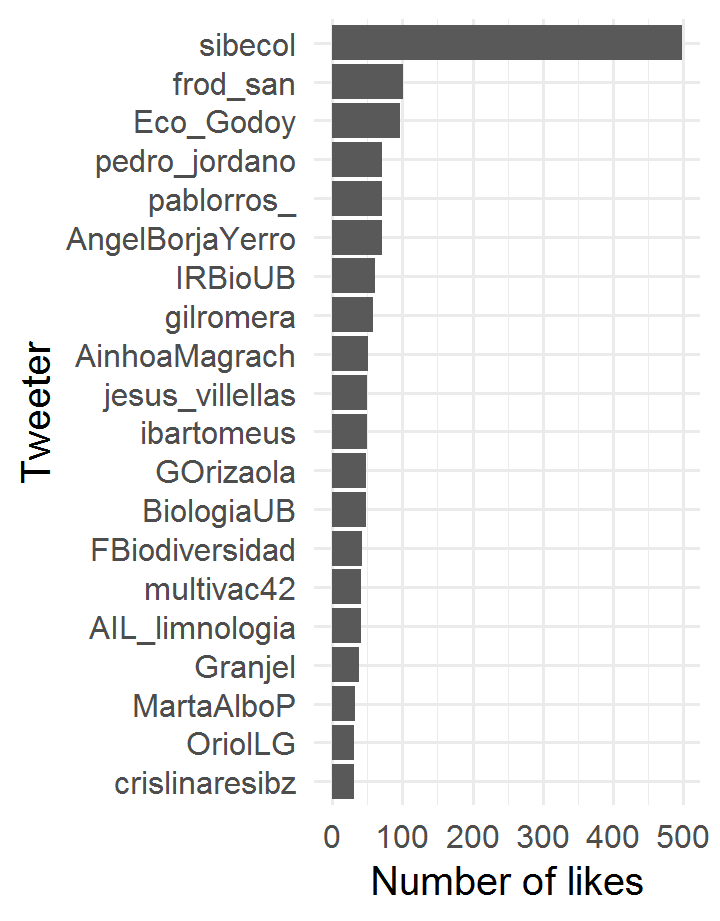 sibecol
frod_san
Eco_Godoy
pedro_jordano
pablorros_
AngelBorjaYerro
IRBioUB
gilromera
AinhoaMagrach
jesus_villellas
ibartomeus
GOrizaola
BiologiaUB
FBiodiversidad
multivac42
AIL_limnologia
Granjel
MartaAlboP
OriolLG
crislinaresibz
Tweeter
0 100 200 300 400 500
Number of likes